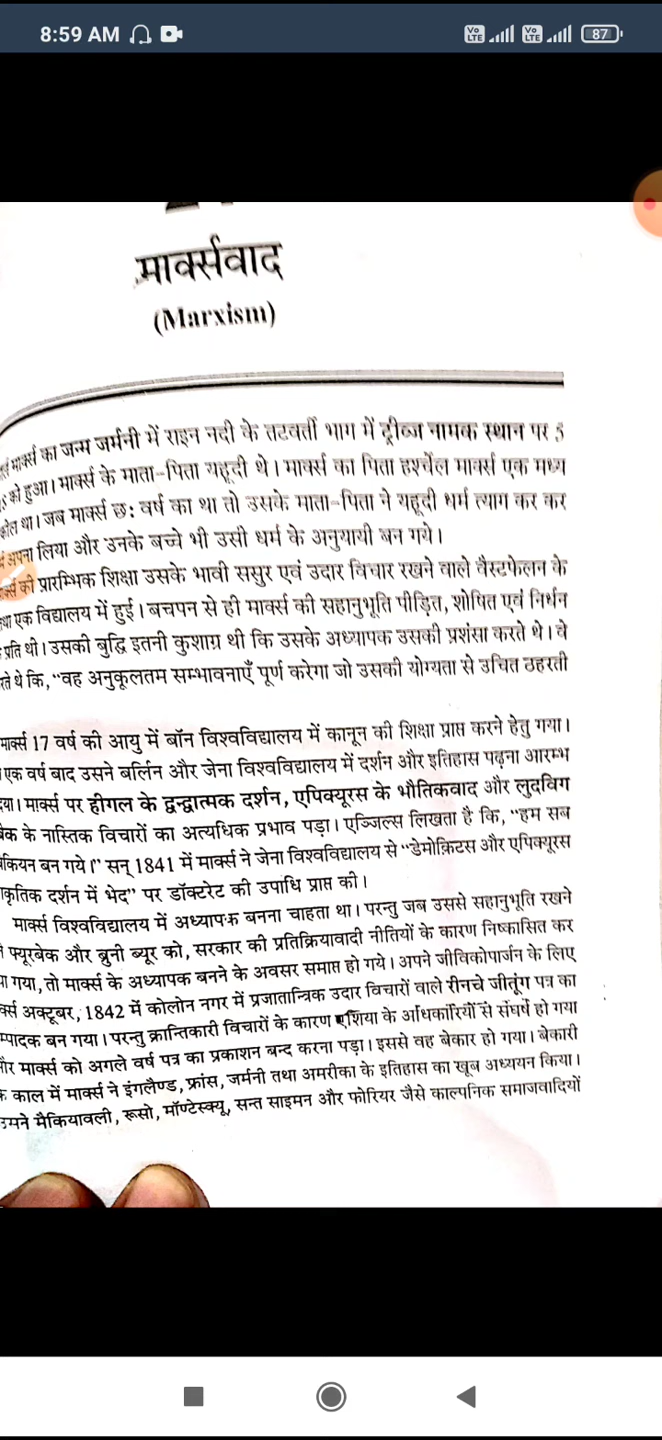 8:59 AM
87
मार्क्सवाद
(Marxism)
मार्क्स का जन्म जर्मनी में राइन नदी के तटवर्ती भाग में ट्रीव्ज नामक स्थान पर 5
को हुआ। मार्क्स के माता-पिता यहूदी थे। मार्क्स का पिता हर्श्चेल मार्क्स एक मध्य
था। जब मार्क्स छः वर्ष का था तो उसके माता-पिता ने यहूदी धर्म त्याग कर कर
अपना लिया और उनके बच्चे भी उसी धर्म के अनुयायी बन गये।
की प्रारम्भिक शिक्षा उसके भावी ससुर एवं उदार विचार रखने वाले वैस्टफेलन के
एक विद्यालय में हुई। बचपन से ही मार्क्स की सहानुभूति पीड़ित, शोषित एवं निर्धन
प्रति थी। उसकी बुद्धि इतनी कुशाग्र थी कि उसके अध्यापक उसकी प्रशंसा करते थे। वे
थे कि, “वह अनुकूलतम सम्भावनाएँ पूर्ण करेगा जो उसकी योग्यता से उचित ठहरती
मार्क्स 17 वर्ष की आयु में बॉन विश्वविद्यालय में कानून की शिक्षा प्राप्त करने हेतु गया।
एक वर्ष बाद उसने बर्लिन और जेना विश्वविद्यालय में दर्शन और इतिहास पढ़ना आरम्भ
मार्क्स पर हीगल के द्वन्द्वात्मक दर्शन, एपिक्यूरस के भौतिकवाद और लुदविग
के नास्तिक विचारों का अत्यधिक प्रभाव पड़ा। एञ्जिल्स लिखता है कि, “हम सब
बन गये।” सन् 1841 में मार्क्स ने जेना विश्वविद्यालय से “डेमोक्रिटस और एपिक्यूरस
दर्शन में भेद” पर डॉक्टरेट की उपाधि प्राप्त की।
मार्क्स विश्वविद्यालय में अध्यापक बनना चाहता था। परन्तु जब उससे सहानुभूति रखने
फ्यूरबेक और ब्रुनी ब्यूर को, सरकार की प्रतिक्रियावादी नीतियों के कारण निष्कासित कर
गया, तो मार्क्स के अध्यापक बनने के अवसर समाप्त हो गये। अपने जीविकोपार्जन के लिए
अक्टूबर, 1842 में कोलोन नगर में प्रजातान्त्रिक उदार विचारों वाले रीनचे जीतुंग पत्र का
बन गया। परन्तु क्रान्तिकारी विचारों के कारण एशिया के अधिकारियों से संघर्ष हो गया
और मार्क्स को अगले वर्ष पत्र का प्रकाशन बन्द करना पड़ा। इससे वह बेकार हो गया। बेकारी
काल में मार्क्स ने इंगलैण्ड, फ्रांस, जर्मनी तथा अमरीका के इतिहास का खूब अध्ययन किया।
उसने मैकियावली, रूसो, मॉण्टेस्क्यू, सन्त साइमन और फोरियर जैसे काल्पनिक समाजवादियों